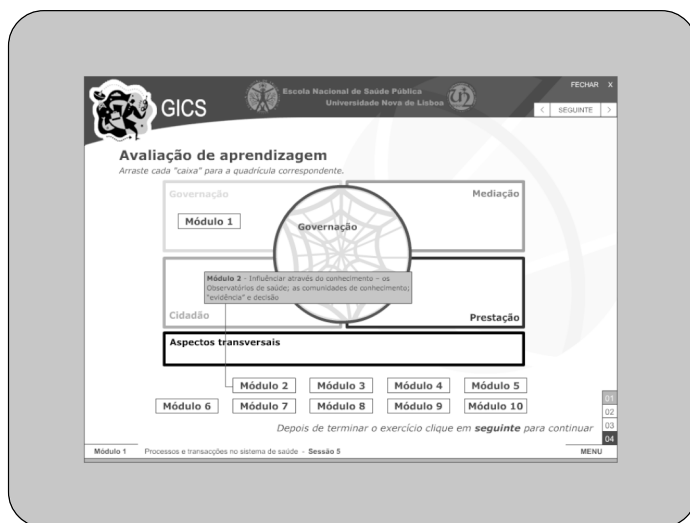 FECHAR X
GICS
Escola Nacional de Saúde Pública
Universidade Nova de Lisboa
< SEGUINTE >
Avaliação de aprendizagem
Arraste cada "caixa" para a quadrícula correspondente.
Governação
Mediação
Módulo 1
Governação
Módulo 2 - Influênciar através do conhecimento – os
Observatórios de saúde; as comunidades de conhecimento;
"evidência" e decisão
Cidadão
Prestação
Aspectos transversais
Módulo 2 Módulo 3 Módulo 4 Módulo 5
Módulo 6 Módulo 7 Módulo 8 Módulo 9 Módulo 10
Depois de terminar o exercício clique em seguinte para continuar
01
02
03
04
Módulo 1 Processos e transacções no sistema de saúde - Sessão 5 MENU